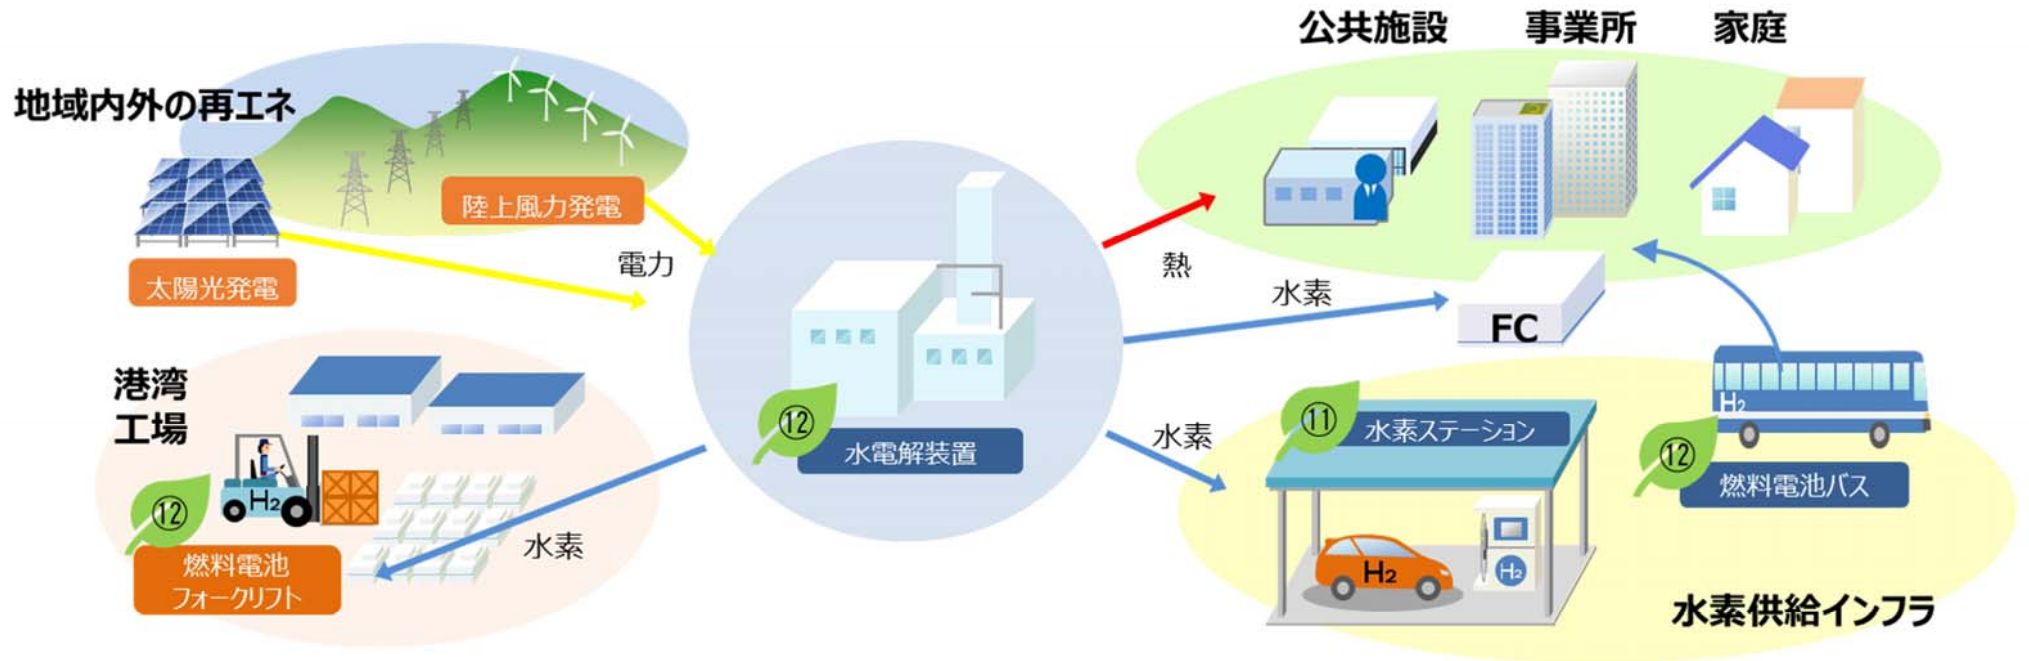 公共施設
事業所
家庭
地域内外の再エネ
陸上風力発電
太陽光発電
電力
熱
水素
FC
港湾
工場
H₂
⑫
燃料電池
フォークリフト
水素
⑫
水電解装置
水素
⑪
水素ステーション
H₂
H₂
H₂
⑫
燃料電池バス
水素供給インフラ